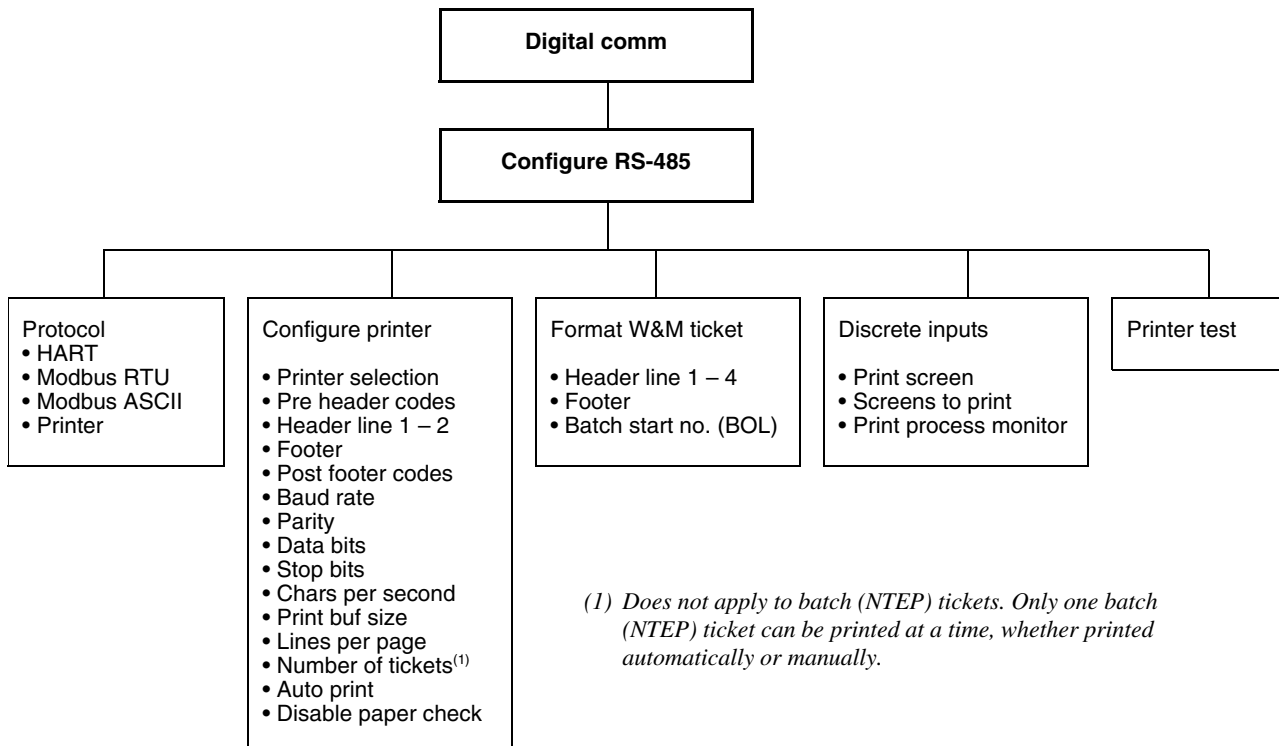 Digital comm
Configure RS-485
Protocol
• HART
• Modbus RTU
• Modbus ASCII
• Printer
Configure printer
• Printer selection
• Pre header codes
• Header line 1 – 2
• Footer
• Post footer codes
• Baud rate
• Parity
• Data bits
• Stop bits
• Chars per second
• Print buf size
• Lines per page
• Number of tickets(1)
• Auto print
• Disable paper check
Format W&M ticket
• Header line 1 – 4
• Footer
• Batch start no. (BOL)
Discrete inputs
• Print screen
• Screens to print
• Print process monitor
Printer test
(1) Does not apply to batch (NTEP) tickets. Only one batch
(NTEP) ticket can be printed at a time, whether printed
automatically or manually.